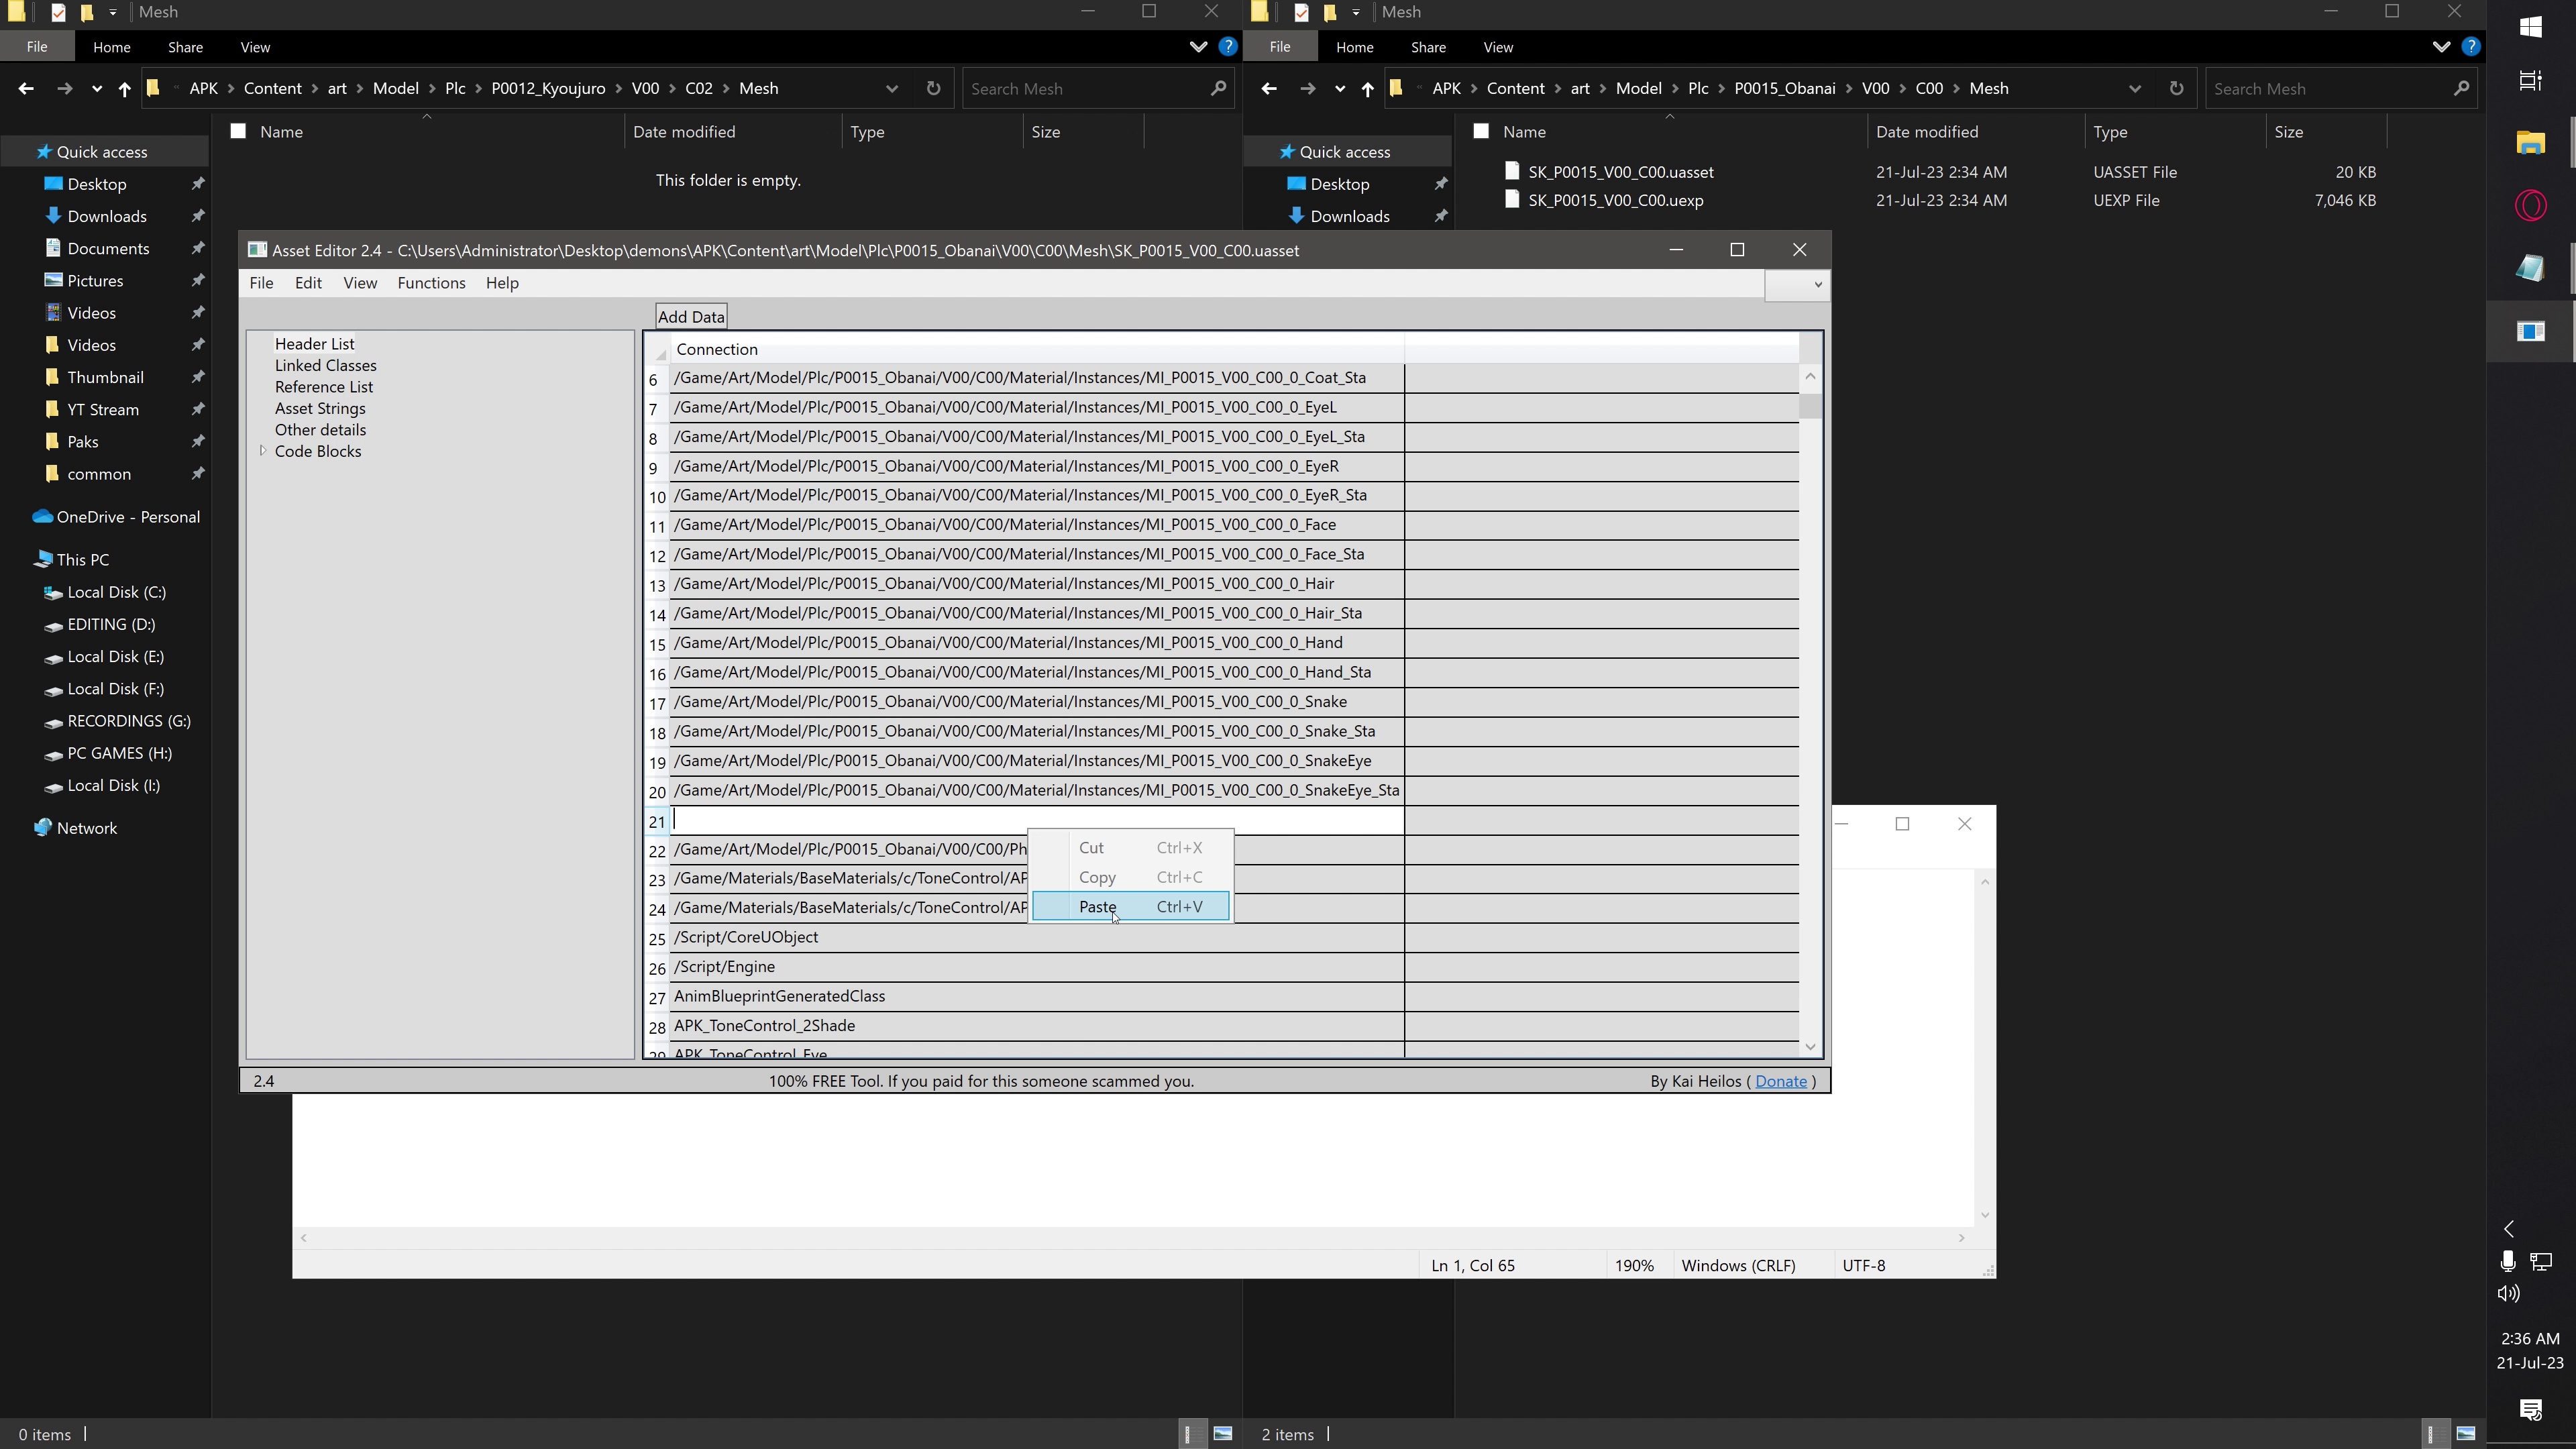 Mesh
File Home Share View
APK Content art Model Plc P0012_Kyoujuro V00 C02 Mesh
Search Mesh
Name Date modified Type Size
This folder is empty.
Quick access
Desktop
Downloads
Documents
Pictures
Videos
Videos
Thumbnail
YT Stream
Paks
common
OneDrive - Personal
This PC
Local Disk (C:)
EDITING (D:)
Local Disk (E:)
Local Disk (F:)
RECORDINGS (G:)
PC GAMES (H:)
Local Disk (I:)
Network
0 items
Mesh
File Home Share View
APK Content art Model Plc P0015_Obanai V00 C00 Mesh
Search Mesh
Name Date modified Type Size
Quick access
Desktop
Downloads
SK_P0015_V00_C00.uasset 21-Jul-23 2:34 AM UASSET File 20 KB
SK_P0015_V00_C00.uexp 21-Jul-23 2:34 AM UEXP File 7,046 KB
2 items
Asset Editor 2.4 - C:\Users\Administrator\Desktop\demons\APK\Content\art\Model\Plc\P0015_Obanai\V00\C00\Mesh\SK_P0015_V00_C00.uasset
File Edit View Functions Help
Add Data
Header List
Linked Classes
Reference List
Asset Strings
Other details
Code Blocks
Connection
6 /Game/Art/Model/Plc/P0015_Obanai/V00/C00/Material/Instances/MI_P0015_V00_C00_0_Coat_Sta
7 /Game/Art/Model/Plc/P0015_Obanai/V00/C00/Material/Instances/MI_P0015_V00_C00_0_EyeL
8 /Game/Art/Model/Plc/P0015_Obanai/V00/C00/Material/Instances/MI_P0015_V00_C00_0_EyeL_Sta
9 /Game/Art/Model/Plc/P0015_Obanai/V00/C00/Material/Instances/MI_P0015_V00_C00_0_EyeR
10 /Game/Art/Model/Plc/P0015_Obanai/V00/C00/Material/Instances/MI_P0015_V00_C00_0_EyeR_Sta
11 /Game/Art/Model/Plc/P0015_Obanai/V00/C00/Material/Instances/MI_P0015_V00_C00_0_Face
12 /Game/Art/Model/Plc/P0015_Obanai/V00/C00/Material/Instances/MI_P0015_V00_C00_0_Face_Sta
13 /Game/Art/Model/Plc/P0015_Obanai/V00/C00/Material/Instances/MI_P0015_V00_C00_0_Hair
14 /Game/Art/Model/Plc/P0015_Obanai/V00/C00/Material/Instances/MI_P0015_V00_C00_0_Hair_Sta
15 /Game/Art/Model/Plc/P0015_Obanai/V00/C00/Material/Instances/MI_P0015_V00_C00_0_Hand
16 /Game/Art/Model/Plc/P0015_Obanai/V00/C00/Material/Instances/MI_P0015_V00_C00_0_Hand_Sta
17 /Game/Art/Model/Plc/P0015_Obanai/V00/C00/Material/Instances/MI_P0015_V00_C00_0_Snake
18 /Game/Art/Model/Plc/P0015_Obanai/V00/C00/Material/Instances/MI_P0015_V00_C00_0_Snake_Sta
19 /Game/Art/Model/Plc/P0015_Obanai/V00/C00/Material/Instances/MI_P0015_V00_C00_0_SnakeEye
20 /Game/Art/Model/Plc/P0015_Obanai/V00/C00/Material/Instances/MI_P0015_V00_C00_0_SnakeEye_Sta
21
22 /Game/Art/Model/Plc/P0015_Obanai/V00/C00/Ph
23 /Game/Materials/BaseMaterials/c/ToneControl/AP
24 /Game/Materials/BaseMaterials/c/ToneControl/AP
25 /Script/CoreUObject
26 /Script/Engine
27 AnimBlueprintGeneratedClass
28 APK_ToneControl_2Shade
29 APK_ToneControl_Eye
Cut Ctrl+X
Copy Ctrl+C
Paste Ctrl+V
2.4 100% FREE Tool. If you paid for this someone scammed you. By Kai Heilos ( Donate )
Ln 1, Col 65 190% Windows (CRLF) UTF-8
2:36 AM
21-Jul-23